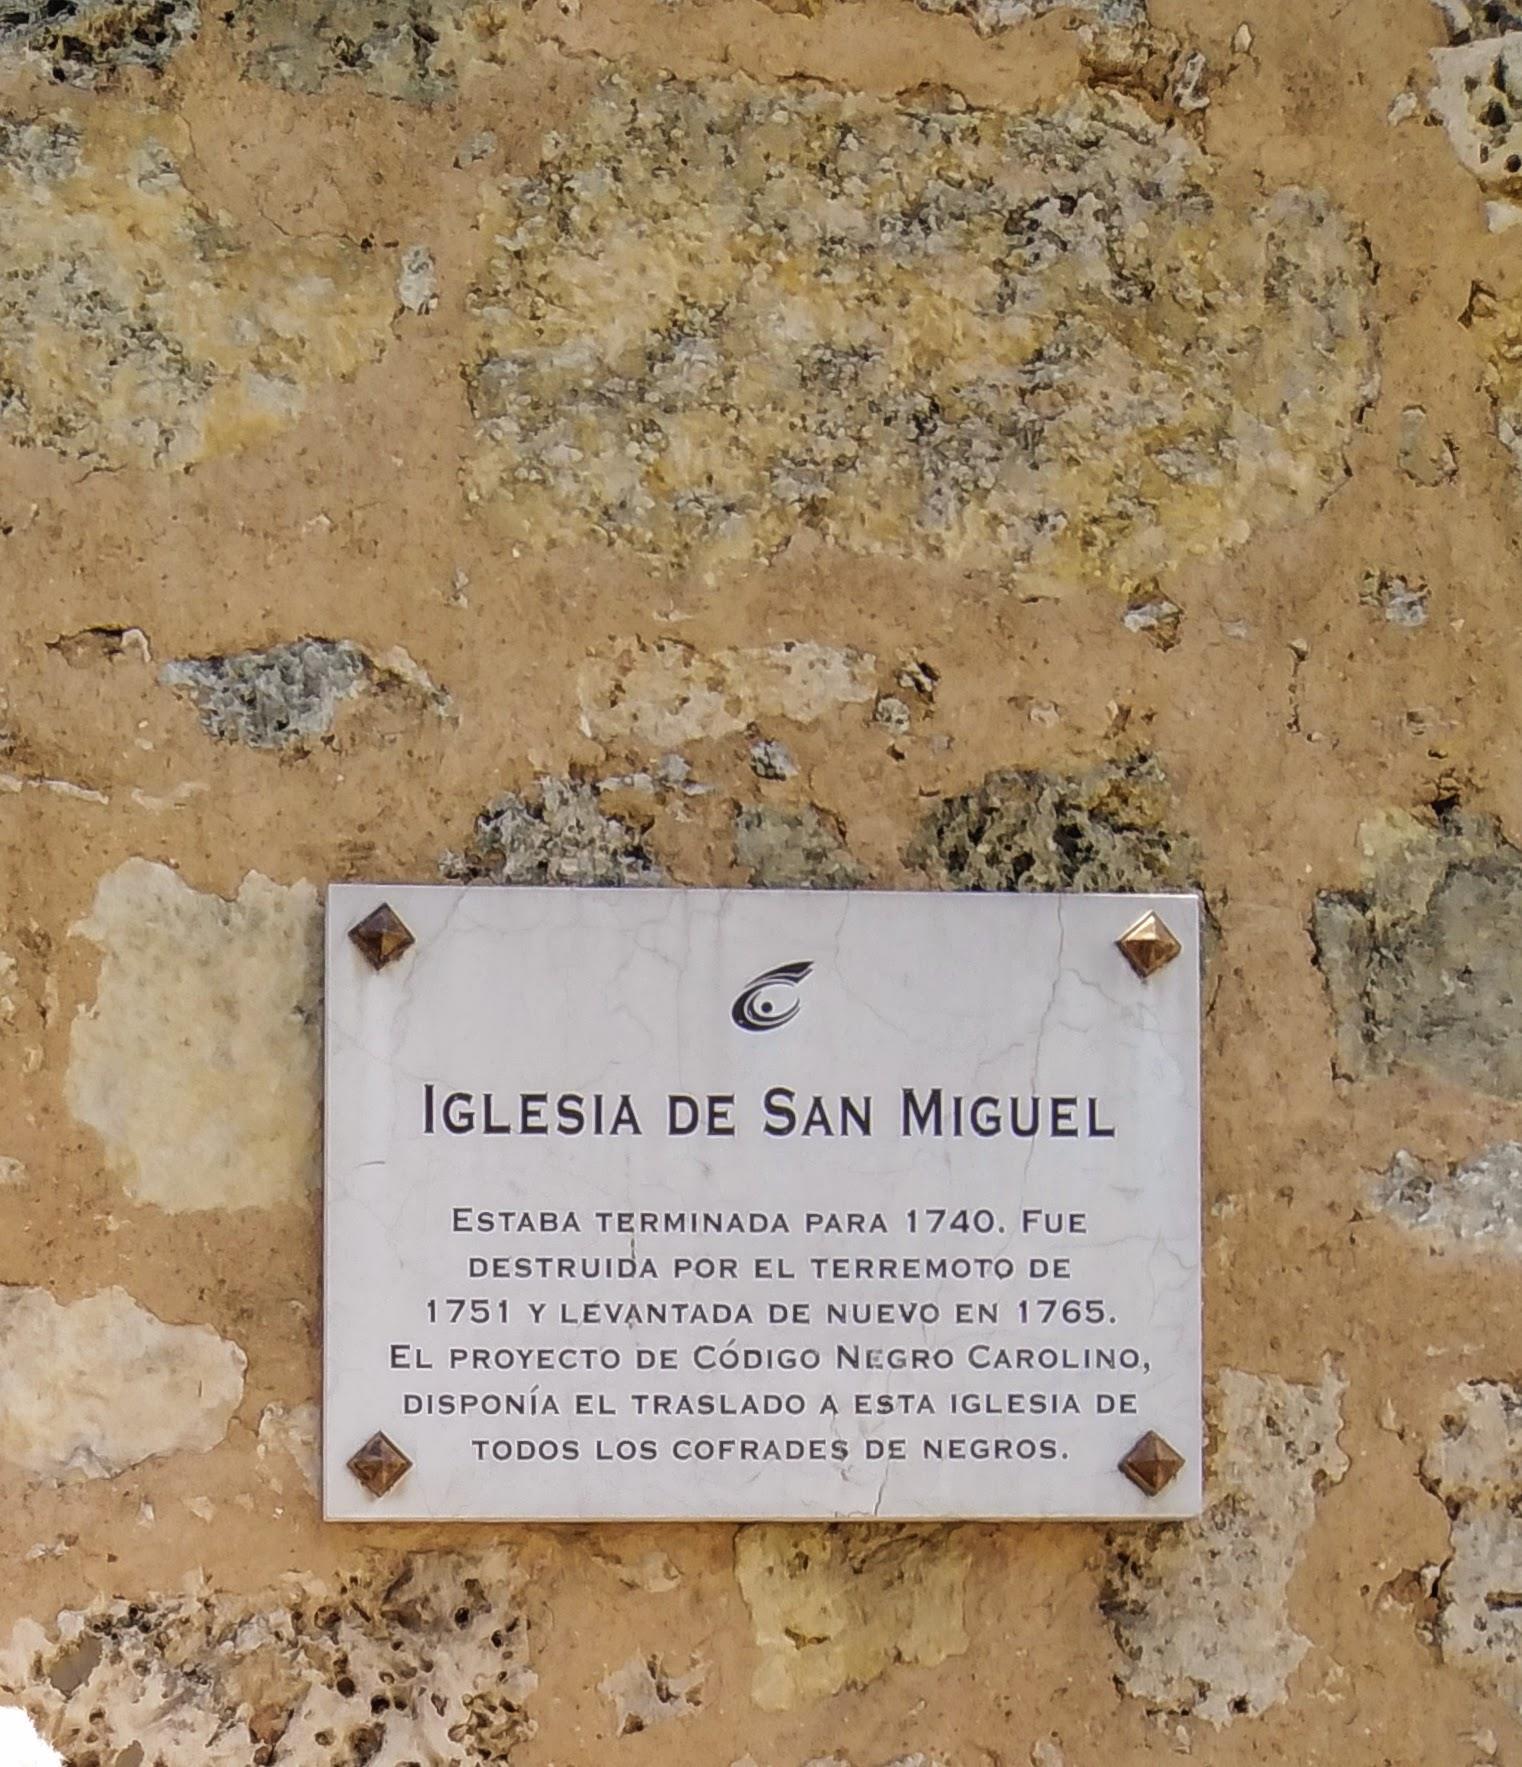 Iglesia de San Miguel
Estaba terminada para 1740. Fue
destruida por el terremoto de
1751 y levantada de nuevo en 1765.
El proyecto de Código Negro Carolino,
disponía el traslado a esta iglesia de
todos los cofrades de negros.